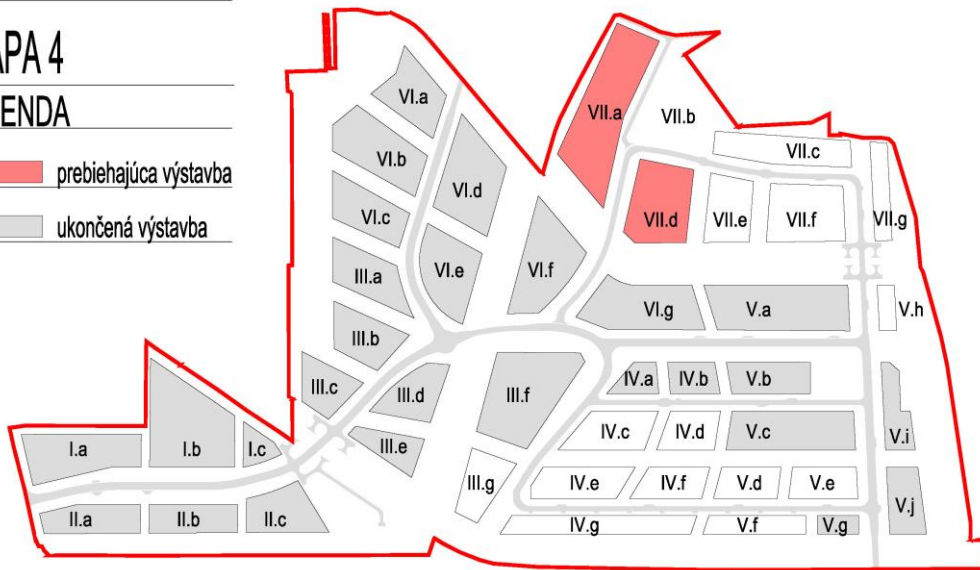 APA 4
ENDA
prebiehajúca výstavba
ukončená výstavba
VI.a
VI.b
VI.c
VI.d
VI.e
VI.f
VI.g
VII.a
VII.b
VII.c
VII.d
VII.e
VII.f
VII.g
III.a
III.b
III.c
III.d
III.e
III.f
III.g
V.a
V.h
IV.a
IV.b
V.b
IV.c
IV.d
V.c
V.i
IV.e
IV.f
V.d
V.e
V.j
IV.g
V.f
V.g
I.a
I.b
I.c
II.a
II.b
II.c